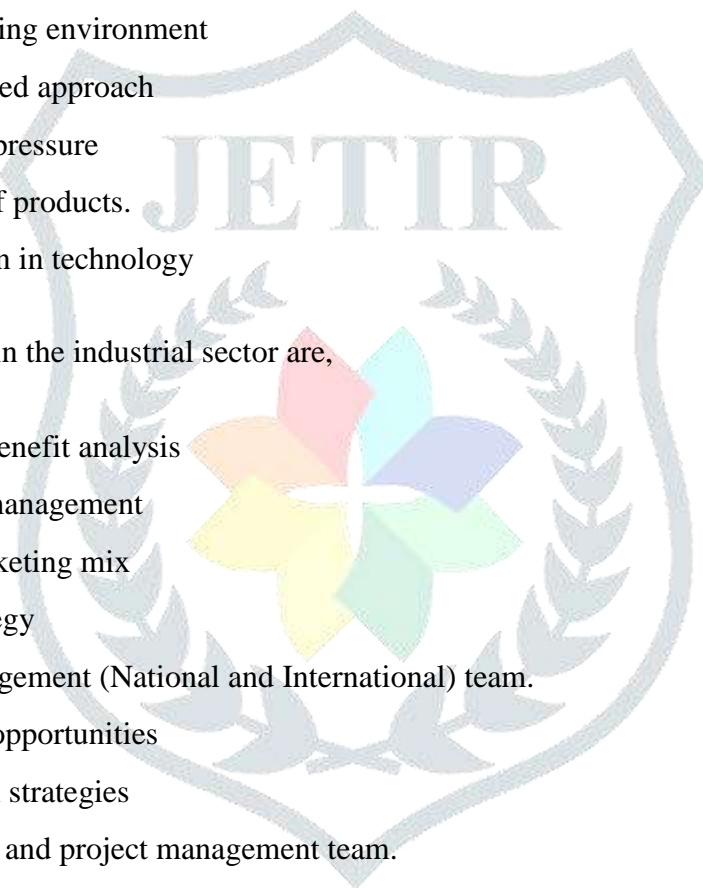 ing environment
ed approach
pressure
f products.
JETIR
n in technology
in the industrial sector are,
enefit analysis
nanagement
keting mix
egy
gement (National and International) team.
opportunities
strategies
and project management team.